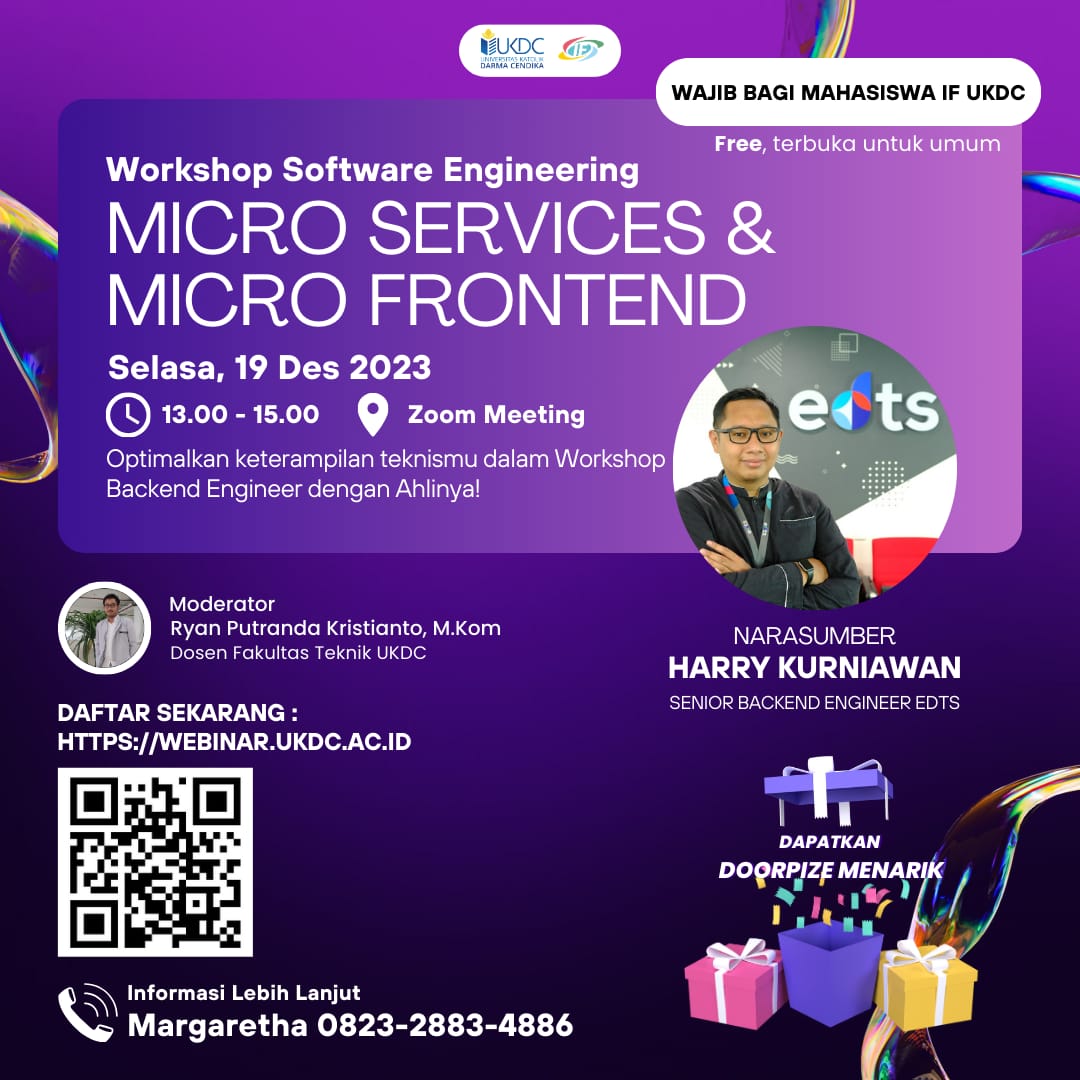 UKDC
UNIVERSITAS KATOLIK
DARMA CENDIKA
IF
WAJIB BAGI MAHASISWA IF UKDC
Free, terbuka untuk umum
Workshop Software Engineering
MICRO SERVICES &
MICRO FRONTEND
Selasa, 19 Des 2023
13.00 - 15.00
Zoom Meeting
Optimalkan keterampilan teknismu dalam Workshop
Backend Engineer dengan Ahlinya!
edts
Moderator
Ryan Putranda Kristianto, M.Kom
Dosen Fakultas Teknik UKDC
NARASUMBER
HARRY KURNIAWAN
SENIOR BACKEND ENGINEER EDTS
DAFTAR SEKARANG :
HTTPS://WEBINAR.UKDC.AC.ID
DAPATKAN
DOORPIZE MENARIK
Informasi Lebih Lanjut
Margaretha 0823-2883-4886